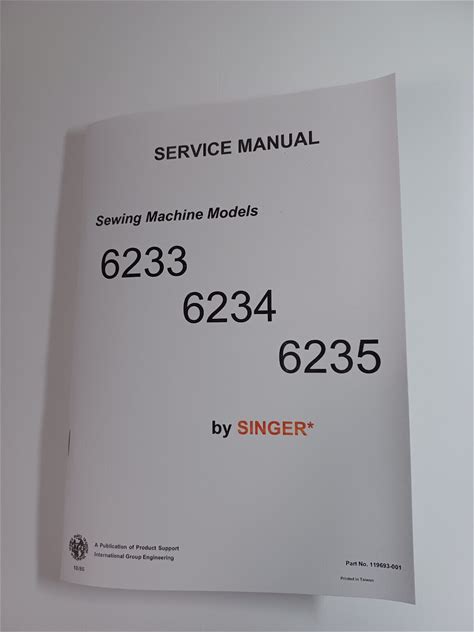 SERVICE MANUAL
Sewing Machine Models
6233
6234
6235
by SINGER*
A Publication of Product Support
International Group Engineering
Part No. 119693-001
Printed in Taiwan